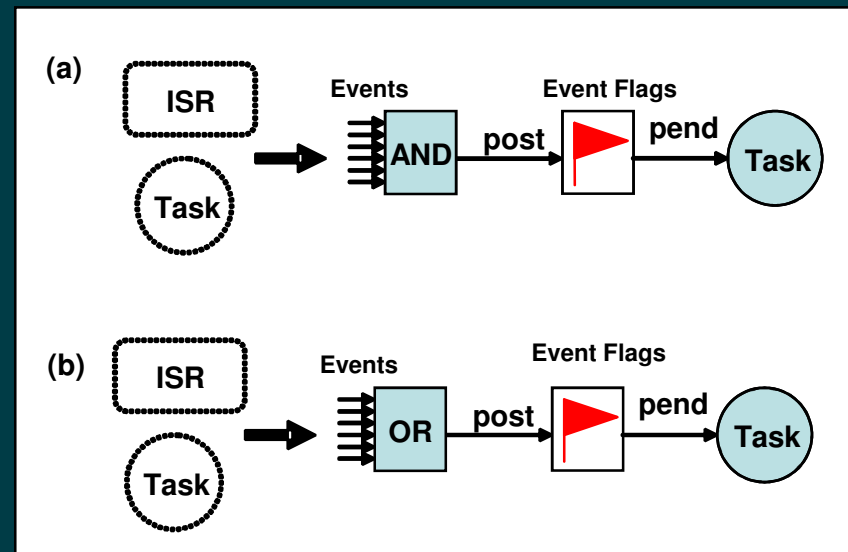 (a)
ISR
Task
Events
AND
post
Event Flags
pend
Task
(b)
ISR
Task
Events
OR
post
Event Flags
pend
Task